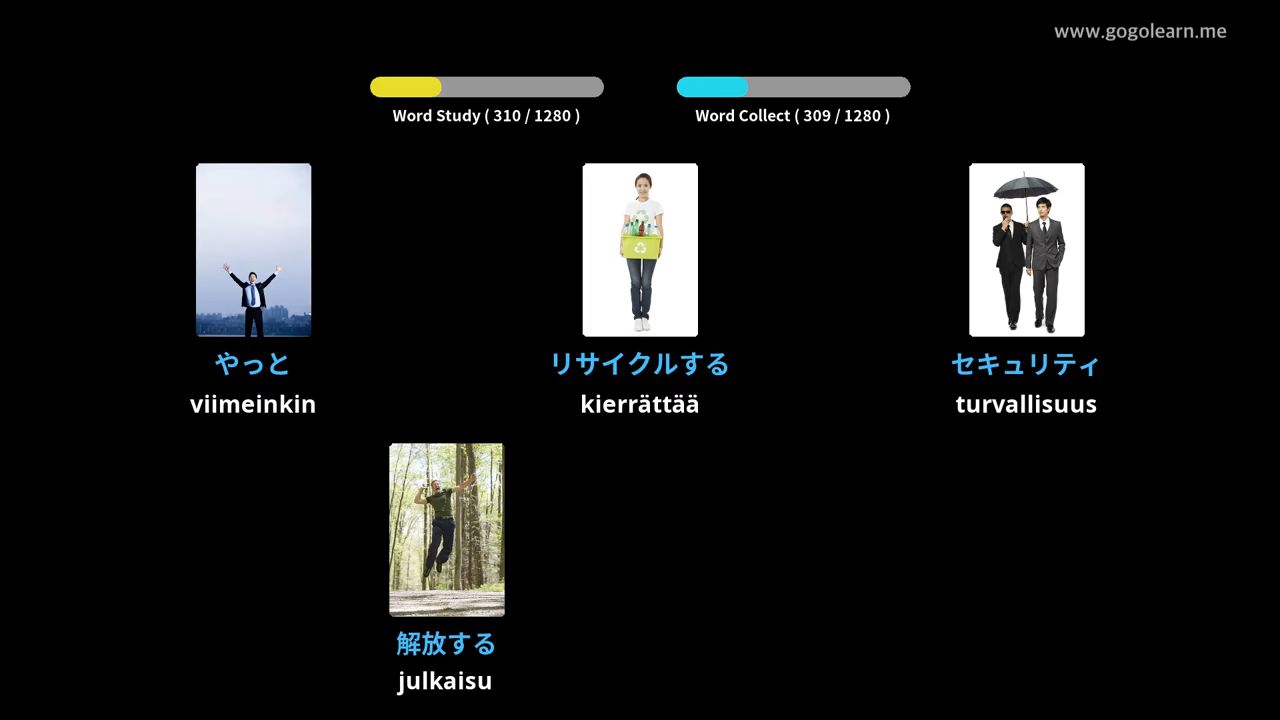 www.gogolearn.me
Word Study ( 310 / 1280 )
Word Collect ( 309 / 1280 )
やっと
viimeinkin
リサイクルする
kierrättää
セキュリティ
turvallisuus
解放する
julkaisu